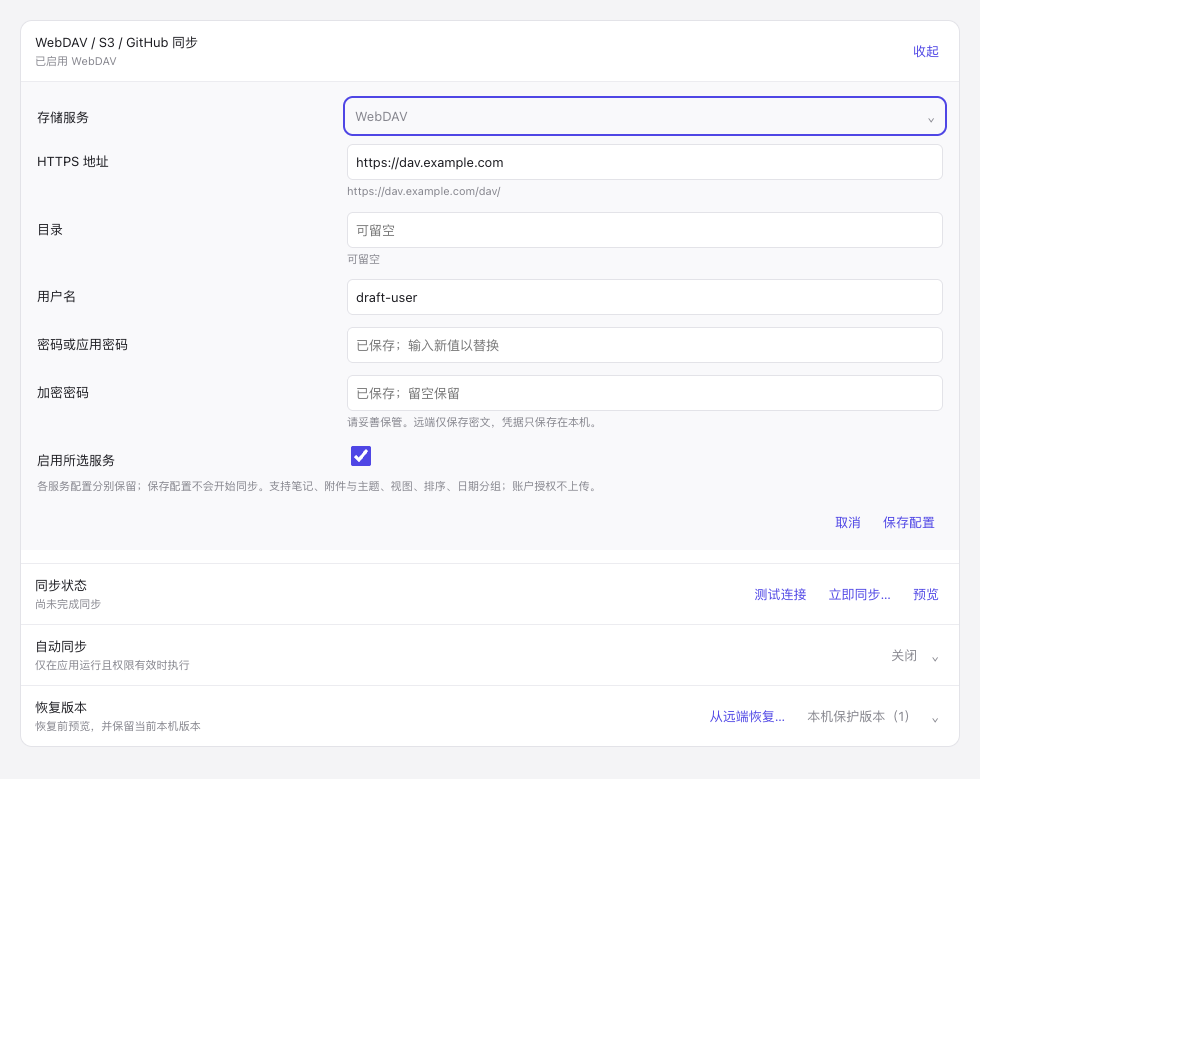 WebDAV / S3 / GitHub 同步
已启用 WebDAV
收起
存储服务
WebDAV
HTTPS 地址
https://dav.example.com
https://dav.example.com/dav/
目录
可留空
可留空
用户名
draft-user
密码或应用密码
已保存；输入新值以替换
加密密码
已保存；留空保留
请妥善保管。远端仅保存密文，凭据只保存在本机。
启用所选服务
各服务配置分别保留；保存配置不会开始同步。支持笔记、附件与主题、视图、排序、日期分组；账户授权不上传。
取消 保存配置
同步状态
尚未完成同步
测试连接 立即同步... 预览
自动同步
仅在应用运行且权限有效时执行
关闭
恢复版本
恢复前预览，并保留当前本机版本
从远端恢复... 本机保护版本（1）